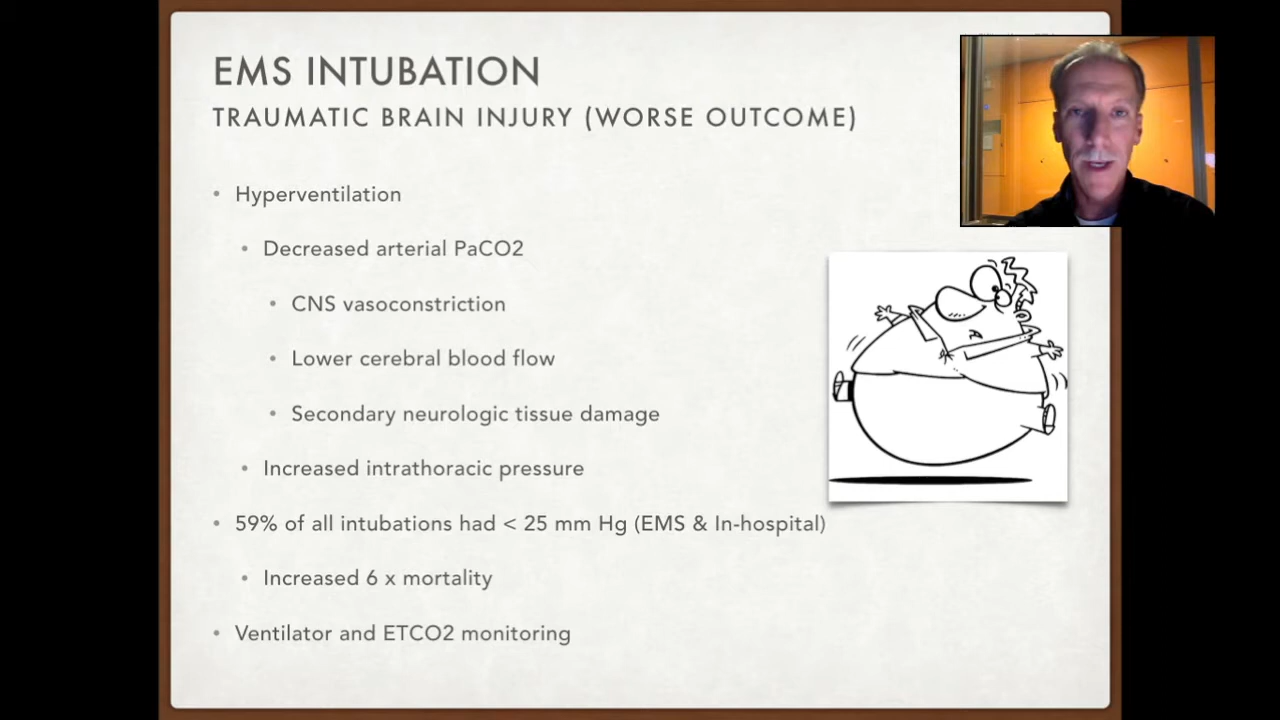 EMS INTUBATION
TRAUMATIC BRAIN INJURY (WORSE OUTCOME)
• Hyperventilation
• Decreased arterial PaCO2
• CNS vasoconstriction
• Lower cerebral blood flow
• Secondary neurologic tissue damage
• Increased intrathoracic pressure
• 59% of all intubations had < 25 mm Hg (EMS & In-hospital)
• Increased 6 x mortality
• Ventilator and ETCO2 monitoring